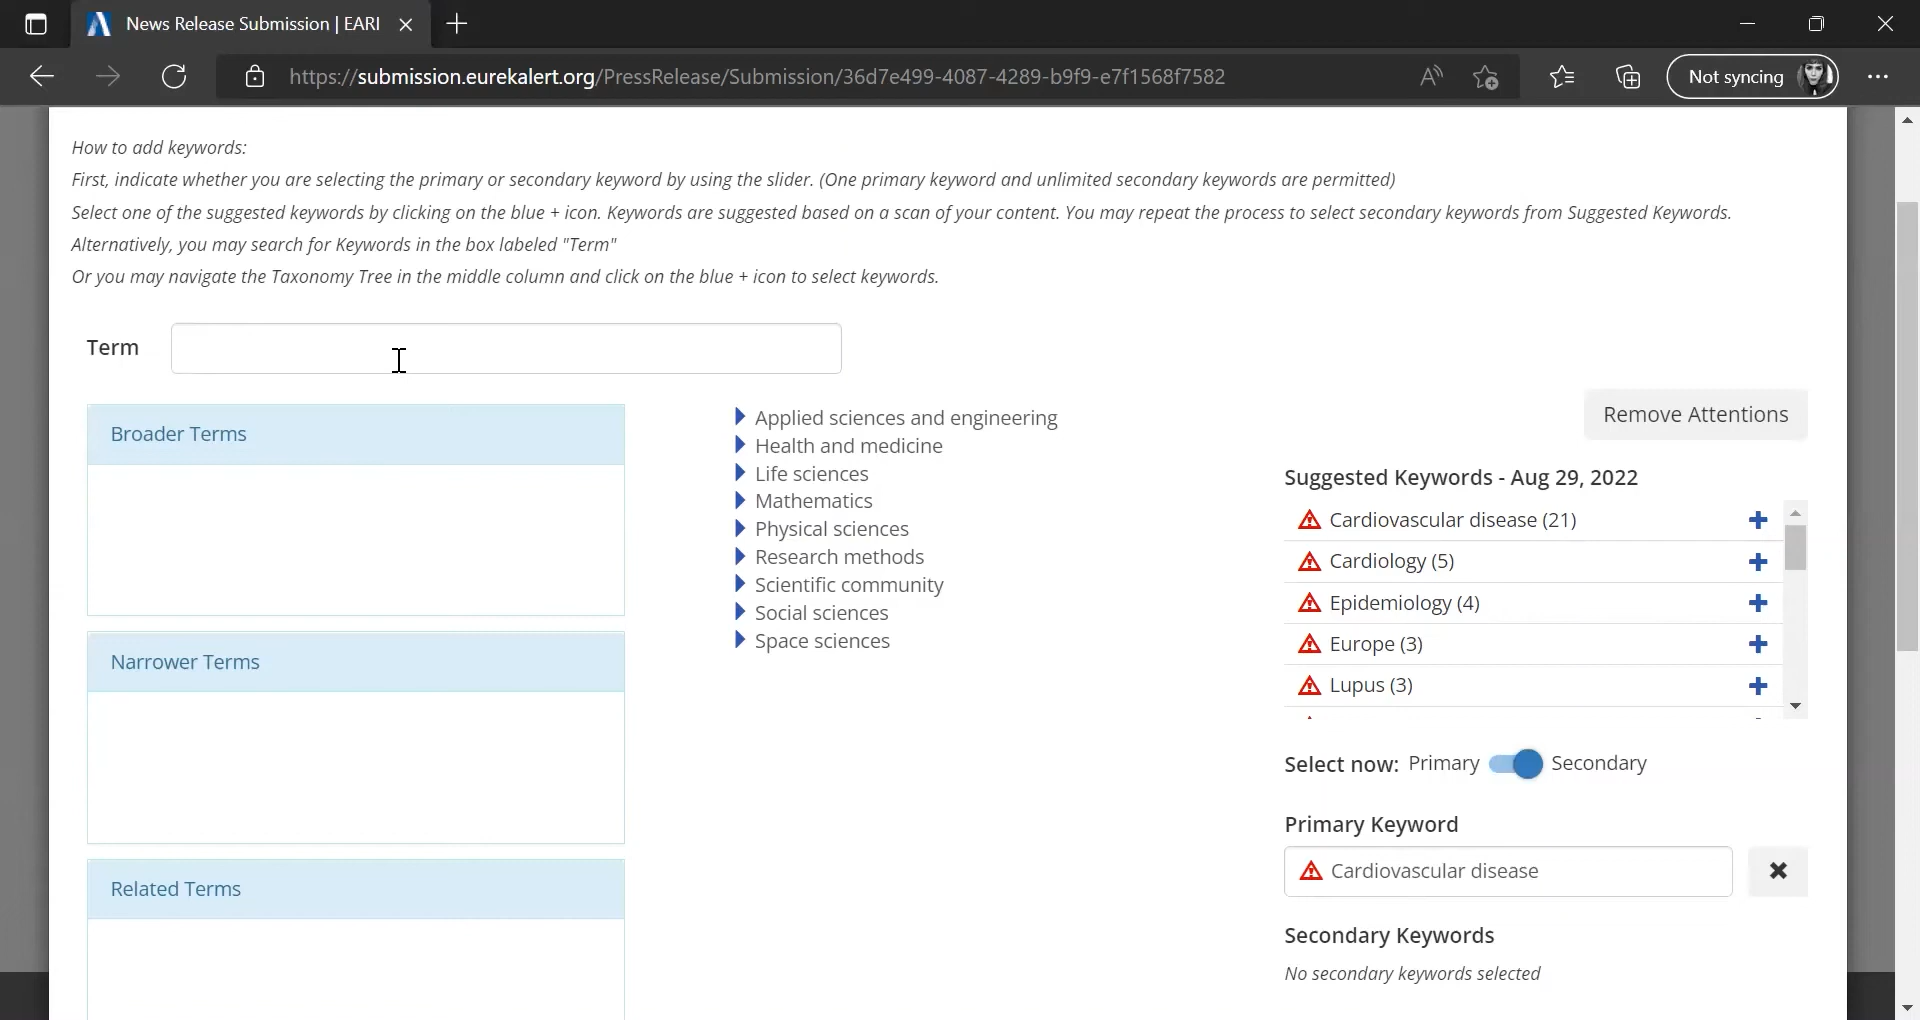 News Release Submission | EARI
https://submission.eurekalert.org/PressRelease/Submission/36d7e499-4087-4289-b9f9-e7f1568f7582
Not syncing
How to add keywords:
First, indicate whether you are selecting the primary or secondary keyword by using the slider. (One primary keyword and unlimited secondary keywords are permitted)
Select one of the suggested keywords by clicking on the blue + icon. Keywords are suggested based on a scan of your content. You may repeat the process to select secondary keywords from Suggested Keywords.
Alternatively, you may search for Keywords in the box labeled "Term"
Or you may navigate the Taxonomy Tree in the middle column and click on the blue + icon to select keywords.
Term
Broader Terms
Narrower Terms
Related Terms
Applied sciences and engineering
Health and medicine
Life sciences
Mathematics
Physical sciences
Research methods
Scientific community
Social sciences
Space sciences
Remove Attentions
Suggested Keywords - Aug 29, 2022
Cardiovascular disease (21)
Cardiology (5)
Epidemiology (4)
Europe (3)
Lupus (3)
Select now: Primary Secondary
Primary Keyword
Cardiovascular disease
Secondary Keywords
No secondary keywords selected